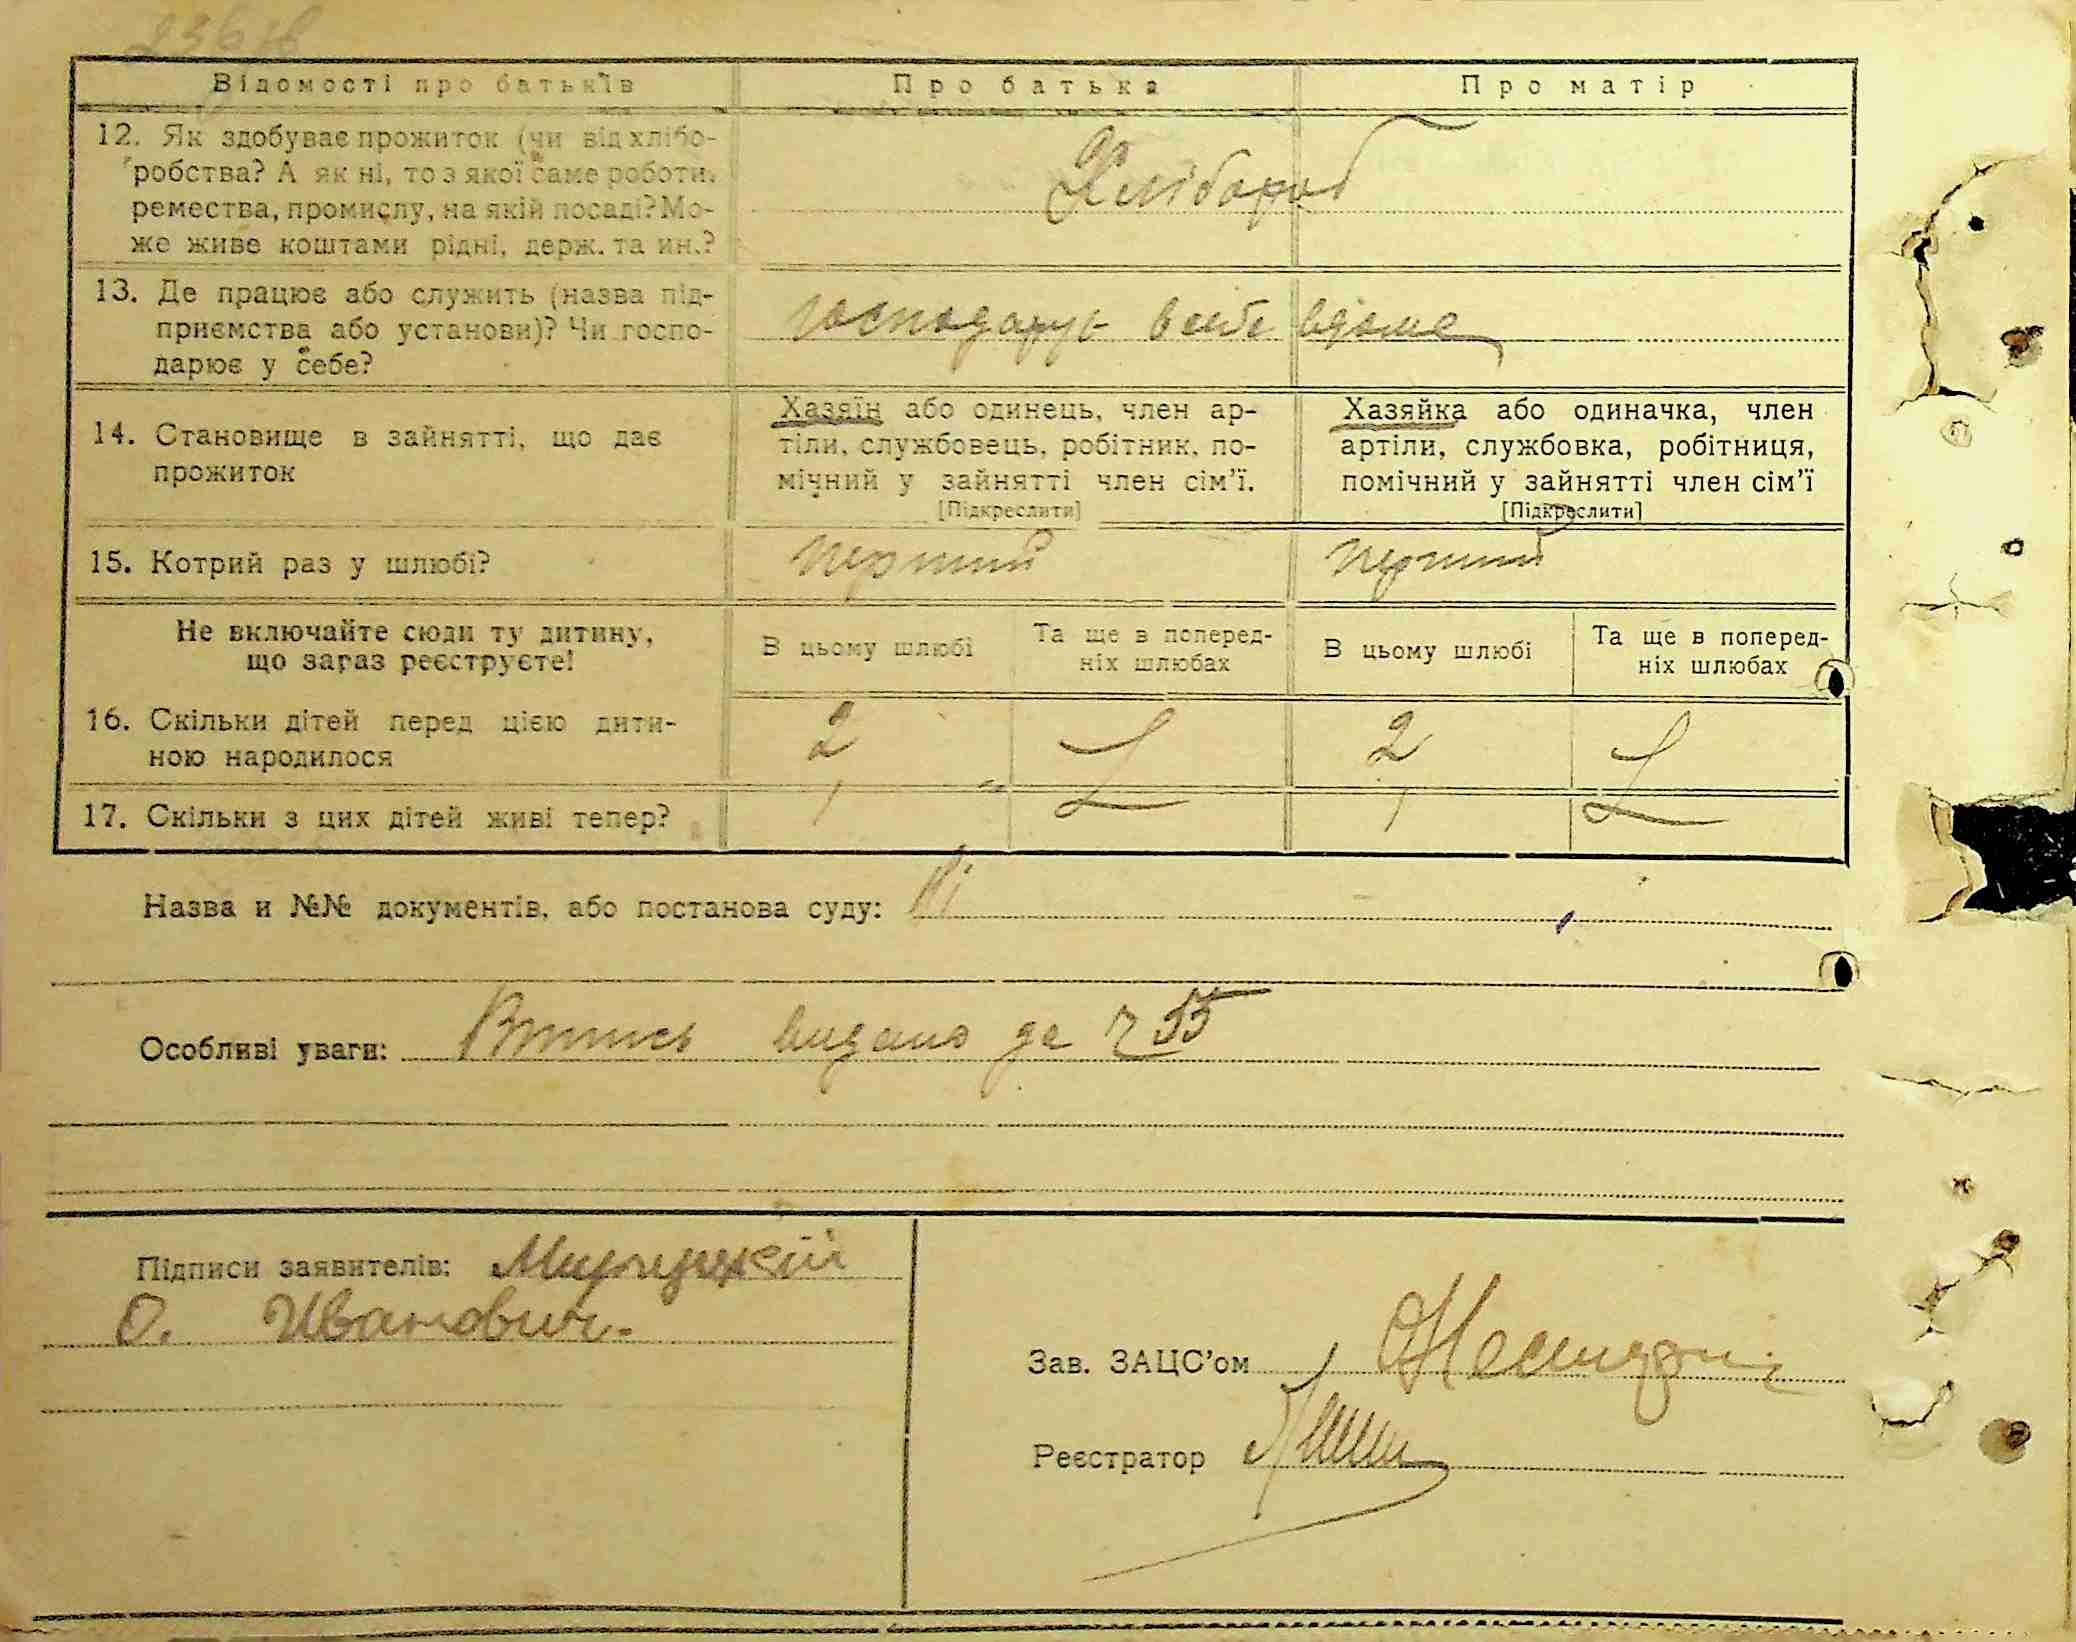 Відомості про батьків Про батька Про матір
12. Як здобуває прожиток (чи від хлібо-
робства? А як ні, то з якої саме роботи,
ремества, промислу, на якій посаді? Мо-
же живе коштами рідні, держ. та ин.?
Хлібороб
13. Де працює або служить (назва під-
приємства або установи)? Чи госпо-
дарює у себе?
господарує в себе вдома
14. Становище в зайнятті, що дає
прожиток
Хазяїн або одинець, член ар-
тіли, службовець, робітник, по-
мічний у зайнятті член сім'ї.
[Підкреслити]
Хазяйка або одиначка, член
артіли, службовка, робітниця,
помічний у зайнятті член сім'ї
[Підкреслити]
15. Котрий раз у шлюбі? перший перший
Не включайте сюди ту дитину,
що зараз реєструєте!
В цьому шлюбі
Та ще в поперед-
ніх шлюбах
В цьому шлюбі
Та ще в поперед-
ніх шлюбах
16. Скільки дітей перед цією дити-
ною народилося
2 2
17. Скільки з цих дітей живі тепер? 1 1
Назва и №№ документів, або постанова суду: Ні
Особливі уваги: Витись видано за 55
Підписи заявителів:
О. Иванович.
Зав. ЗАЦС'ом
Реєстратор